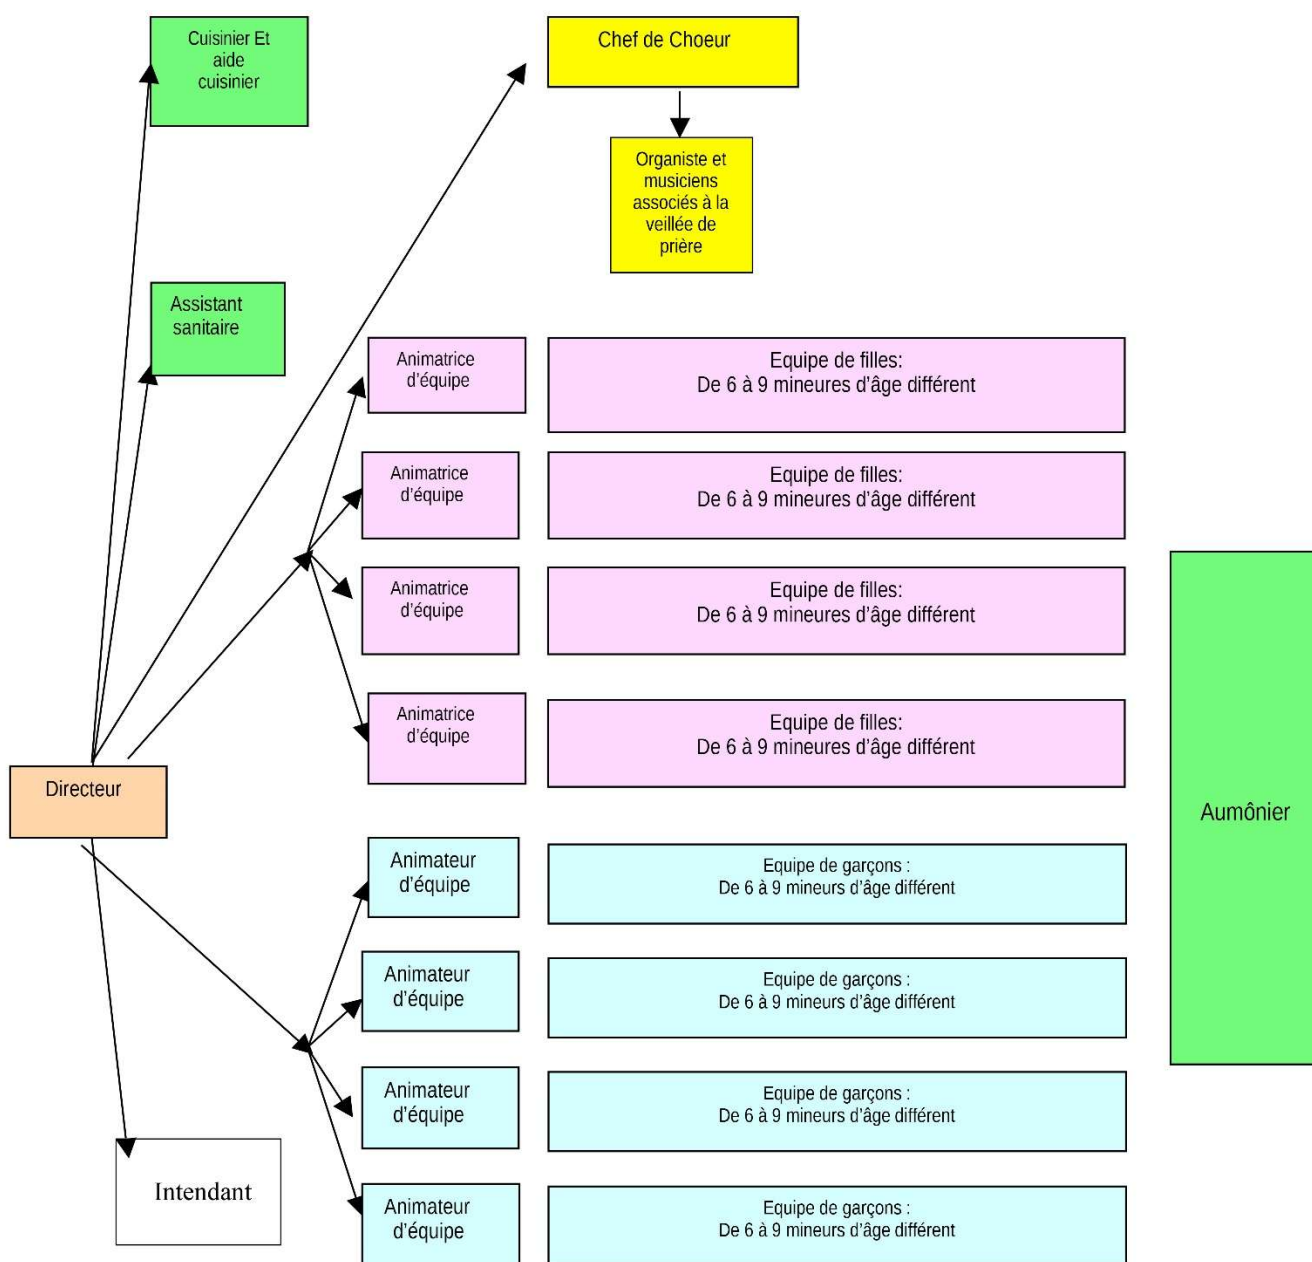 Cuisinier Et
aide
cuisinier
Chef de Choeur
Organiste et
musiciens
associés à la
veillée de
prière
Assistant
sanitaire
Animatrice
d'équipe
Equipe de filles:
De 6 à 9 mineures d'âge différent
Animatrice
d'équipe
Equipe de filles:
De 6 à 9 mineures d'âge différent
Animatrice
d'équipe
Equipe de filles:
De 6 à 9 mineures d'âge différent
Animatrice
d'équipe
Equipe de filles:
De 6 à 9 mineures d'âge différent
Directeur
Aumônier
Animateur
d'équipe
Equipe de garçons :
De 6 à 9 mineurs d'âge différent
Animateur
d'équipe
Equipe de garçons :
De 6 à 9 mineurs d'âge différent
Animateur
d'équipe
Equipe de garçons :
De 6 à 9 mineurs d'âge différent
Intendant
Animateur
d'équipe
Equipe de garçons :
De 6 à 9 mineurs d'âge différent